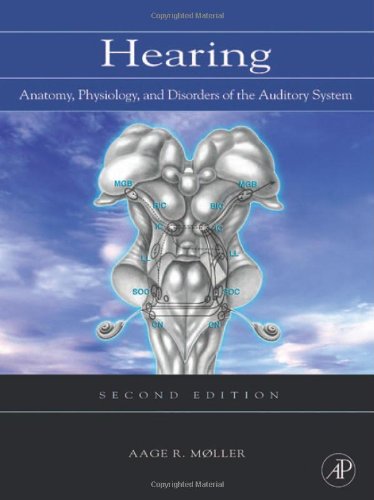 Hearing
Anatomy, Physiology, and Disorders of the Auditory System
MGB MGB
BIC BIC
IC IC
LL LL
SOC SOC
CN CN
SECOND EDITION
AAGE R. MØLLER
AP